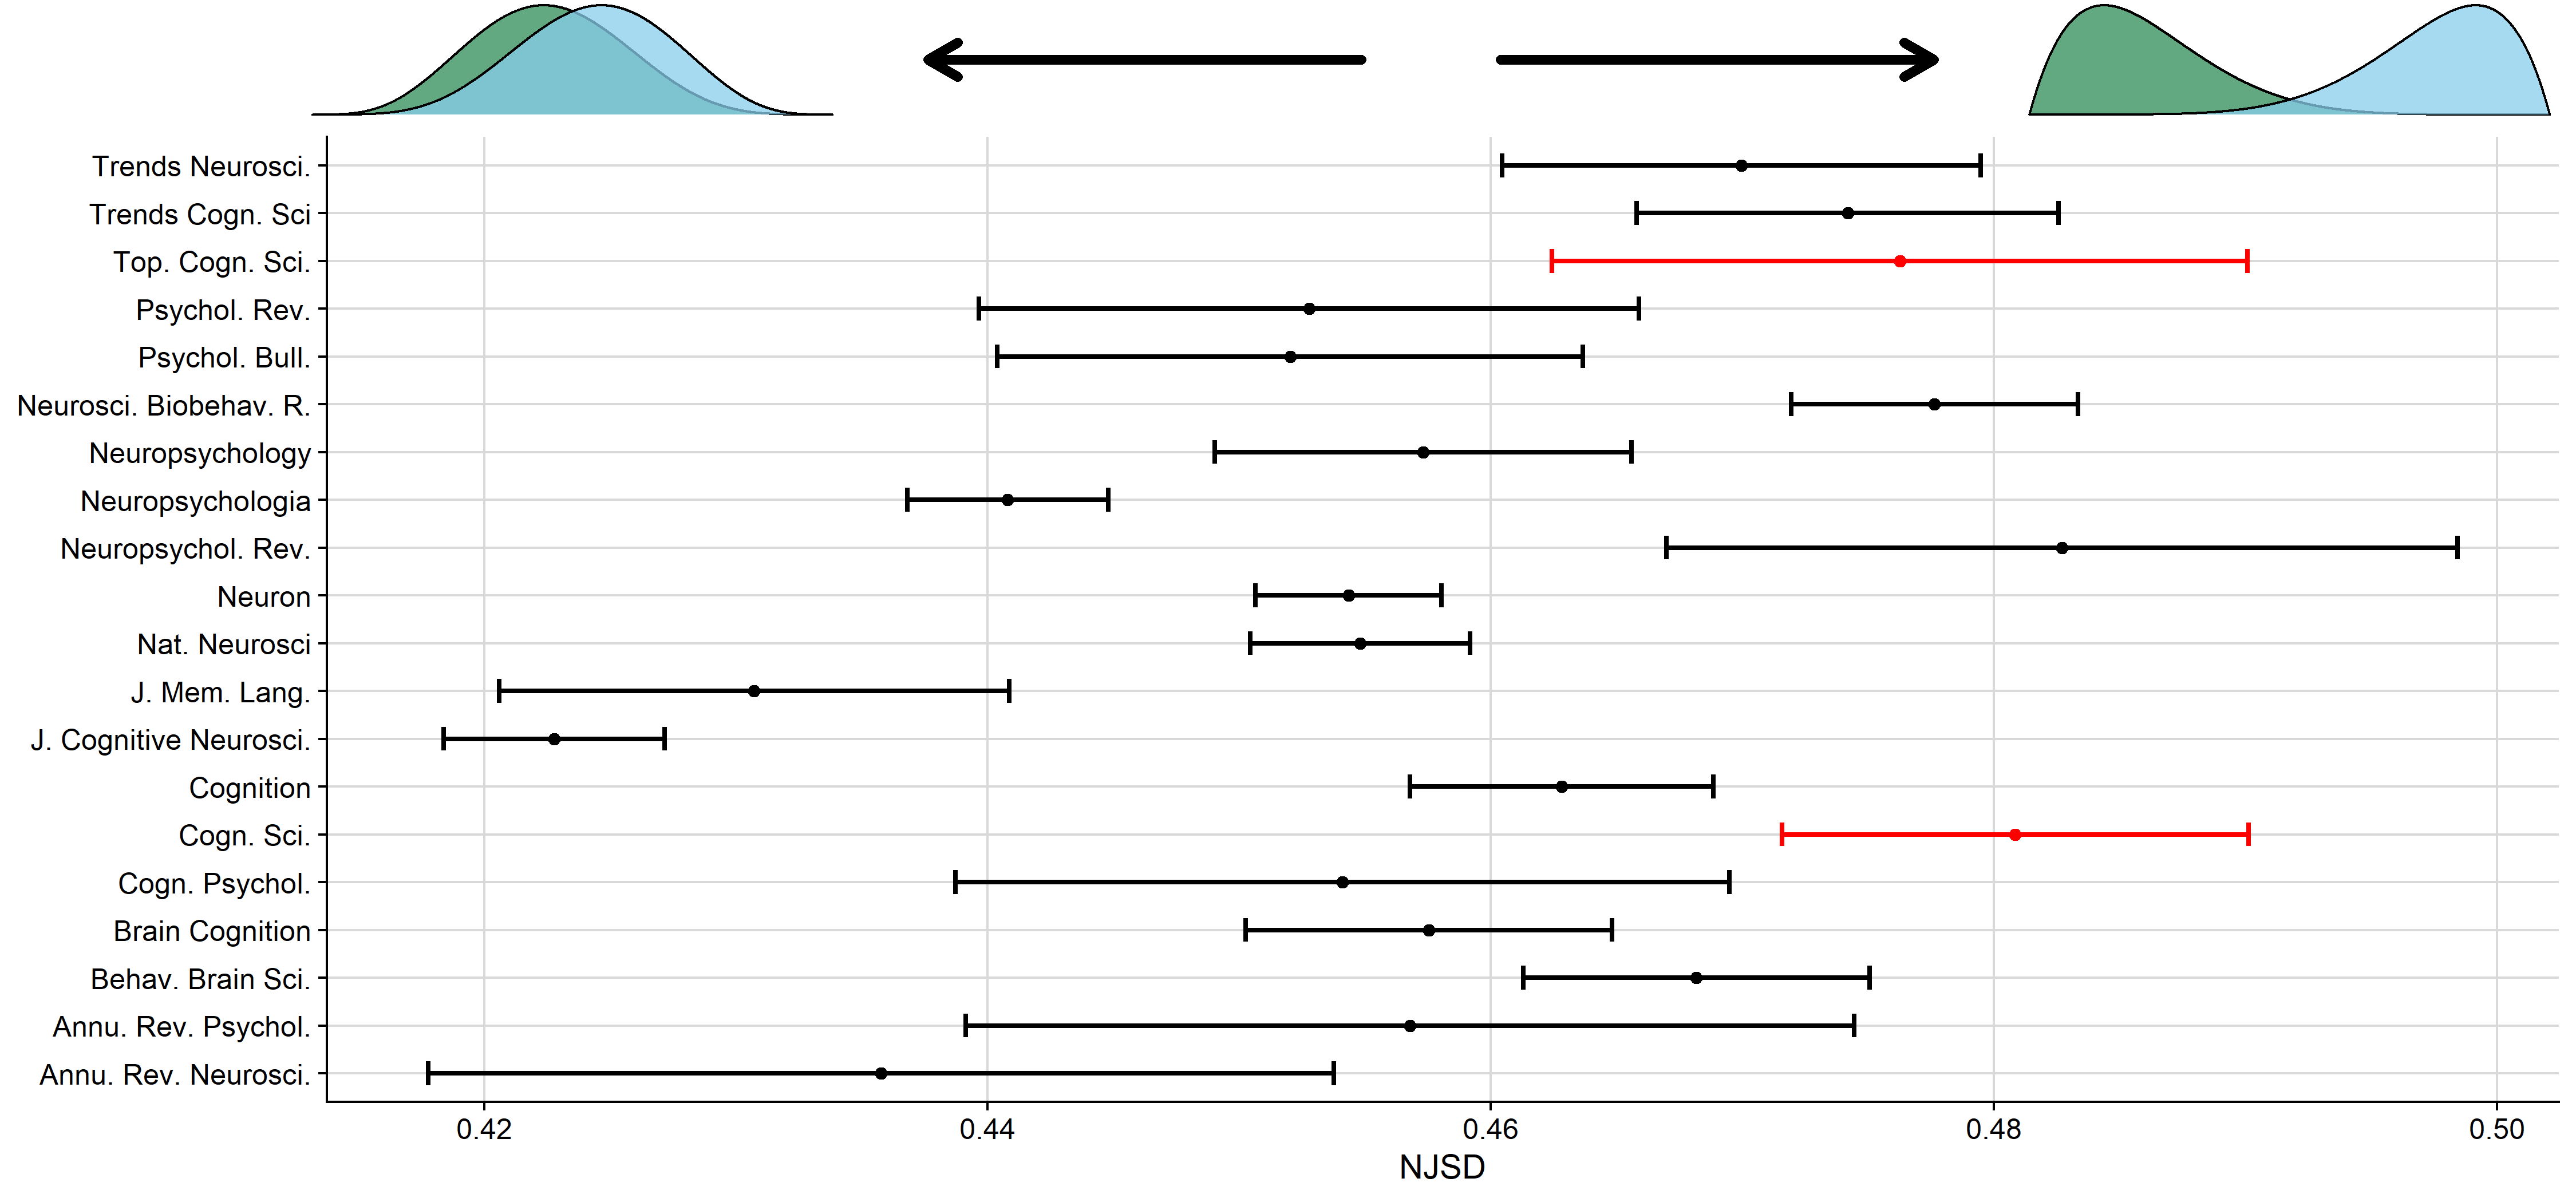 Trends Neurosci.
Trends Cogn. Sci
Top. Cogn. Sci.
Psychol. Rev.
Psychol. Bull.
Neurosci. Biobehav. R.
Neuropsychology
Neuropsychologia
Neuropsychol. Rev.
Neuron
Nat. Neurosci
J. Mem. Lang.
J. Cognitive Neurosci.
Cognition
Cogn. Sci.
Cogn. Psychol.
Brain Cognition
Behav. Brain Sci.
Annu. Rev. Psychol.
Annu. Rev. Neurosci.
0.42 0.44 0.46 0.48 0.50
NJSD